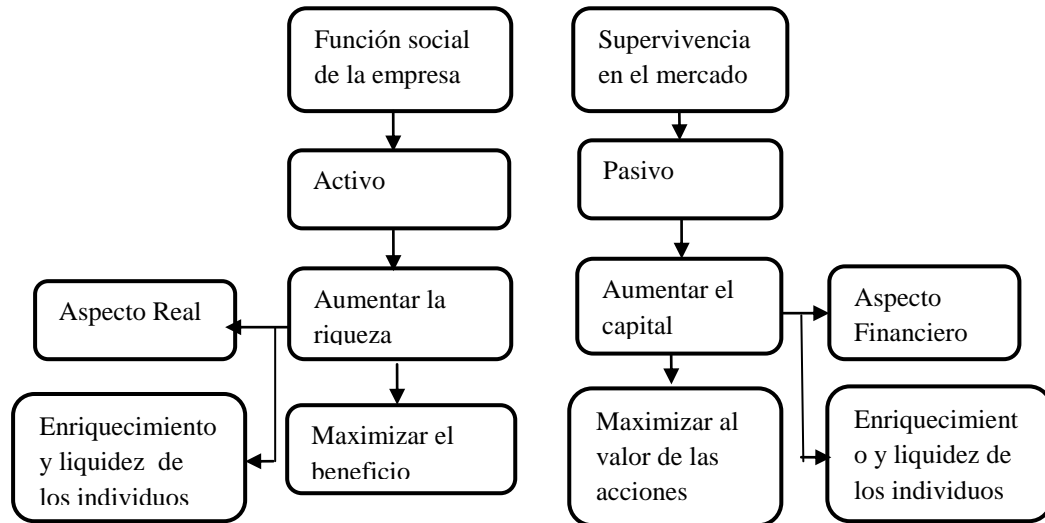 Función social
de la empresa
Supervivencia
en el mercado
Activo
Pasivo
Aspecto Real
Aumentar la
riqueza
Aumentar el
capital
Aspecto
Financiero
Enriquecimiento
y liquidez de
los individuos
Maximizar el
beneficio
Maximizar al
valor de las
acciones
Enriquecimient
o y liquidez de
los individuos